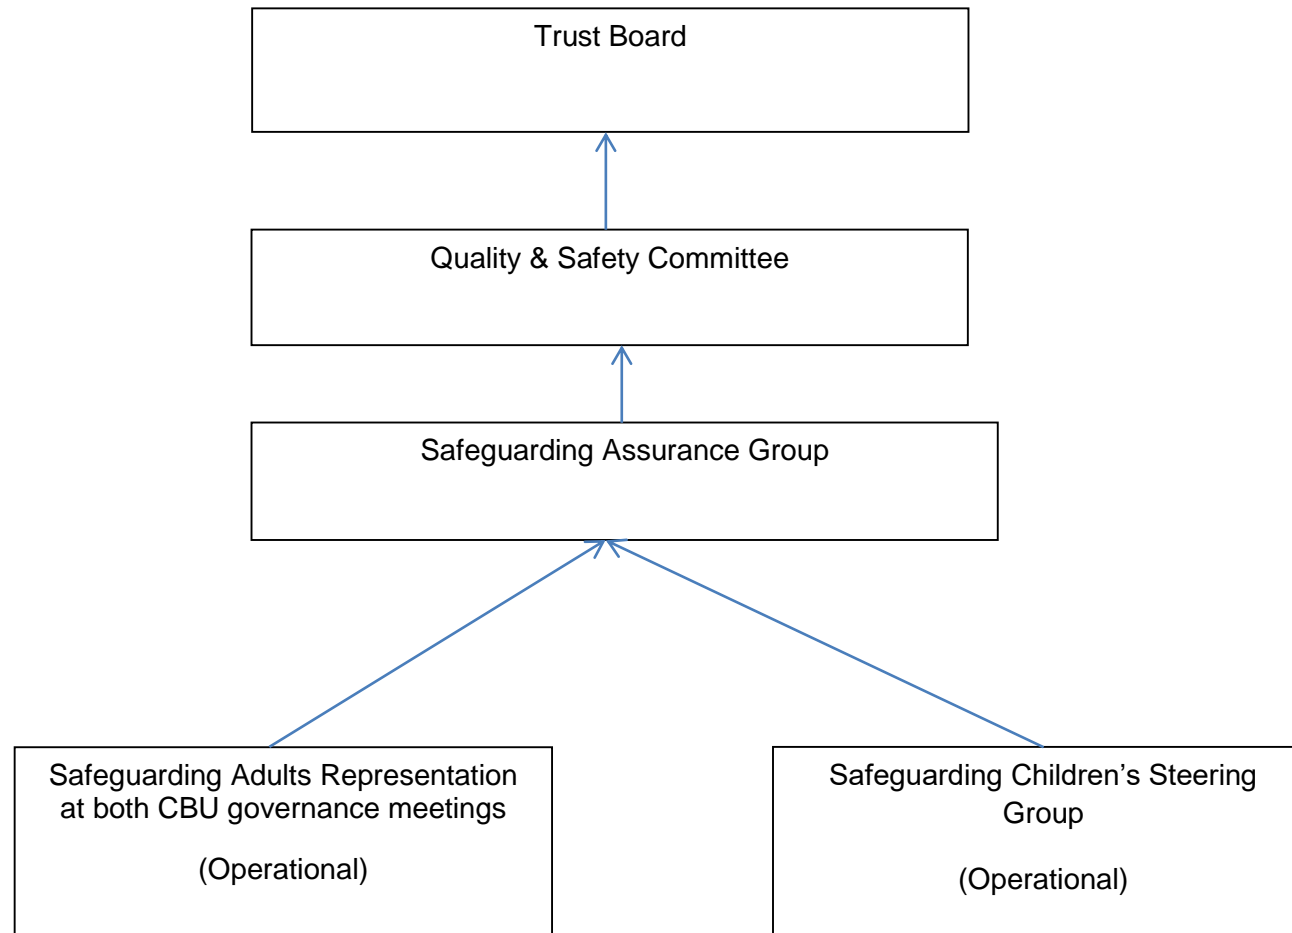 Trust Board
Quality & Safety Committee
Safeguarding Assurance Group
Safeguarding Adults Representation
at both CBU governance meetings
(Operational)
Safeguarding Children’s Steering
Group
(Operational)